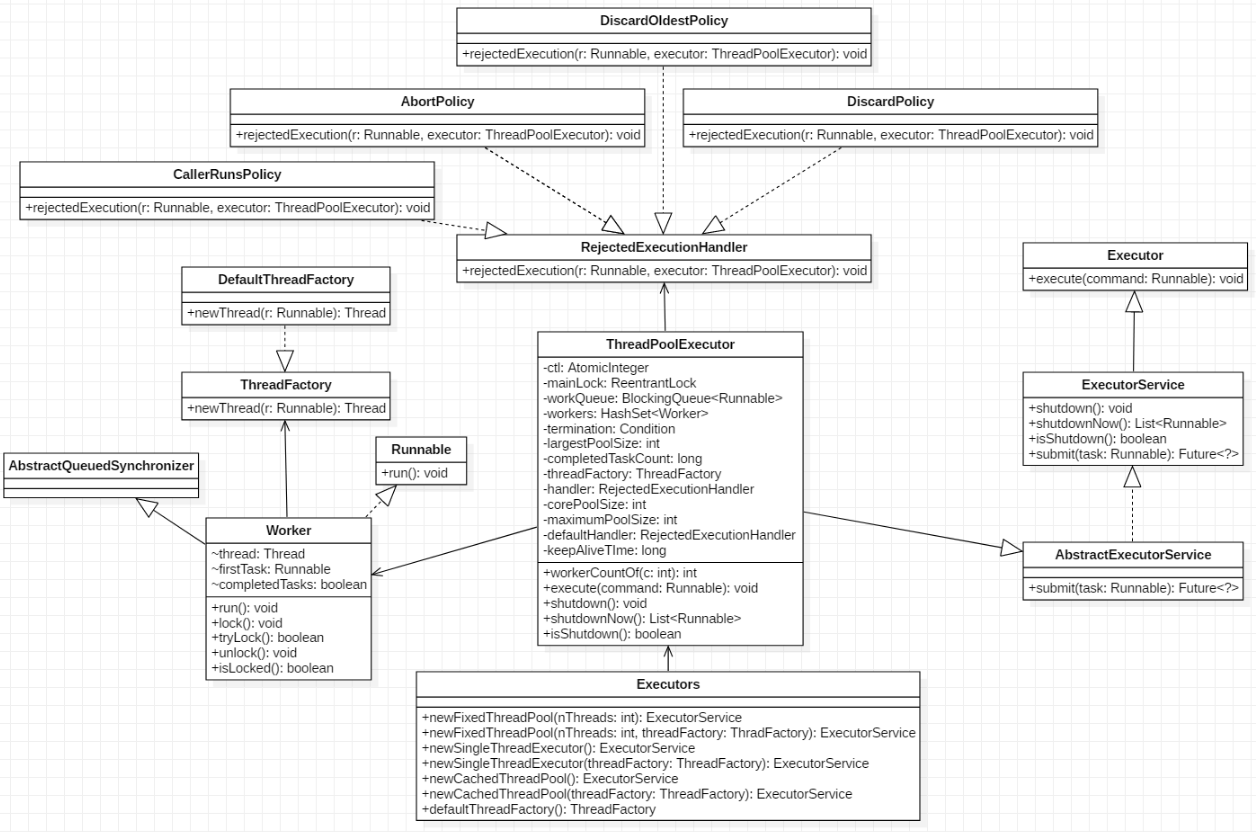 DiscardOldestPolicy
+rejectedExecution(r: Runnable, executor: ThreadPoolExecutor): void
AbortPolicy
+rejectedExecution(r: Runnable, executor: ThreadPoolExecutor): void
DiscardPolicy
+rejectedExecution(r: Runnable, executor: ThreadPoolExecutor): void
CallerRunsPolicy
+rejectedExecution(r: Runnable, executor: ThreadPoolExecutor): void
RejectedExecutionHandler
+rejectedExecution(r: Runnable, executor: ThreadPoolExecutor): void
Executor
+execute(command: Runnable): void
DefaultThreadFactory
+newThread(r: Runnable): Thread
ThreadFactory
+newThread(r: Runnable): Thread
ThreadPoolExecutor
-ctl: AtomicInteger
-mainLock: ReentrantLock
-workQueue: BlockingQueue<Runnable>
-workers: HashSet<Worker>
-termination: Condition
-largestPoolSize: int
-completedTaskCount: long
-threadFactory: ThreadFactory
-handler: RejectedExecutionHandler
-corePoolSize: int
-maximumPoolSize: int
-defaultHandler: RejectedExecutionHandler
-keepAliveTIme: long
+workerCountOf(c: int): int
+execute(command: Runnable): void
+shutdown(): void
+shutdownNow(): List<Runnable>
+isShutdown(): boolean
ExecutorService
+shutdown(): void
+shutdownNow(): List<Runnable>
+isShutdown(): boolean
+submit(task: Runnable): Future<?>
Runnable
+run(): void
AbstractQueuedSynchronizer
Worker
~thread: Thread
~firstTask: Runnable
~completedTasks: boolean
+run(): void
+lock(): void
+tryLock(): boolean
+unlock(): void
+isLocked(): boolean
AbstractExecutorService
+submit(task: Runnable): Future<?>
Executors
+newFixedThreadPool(nThreads: int): ExecutorService
+newFixedThreadPool(nThreads: int, threadFactory: ThradFactory): ExecutorService
+newSingleThreadExecutor(): ExecutorService
+newSingleThreadExecutor(threadFactory: ThreadFactory): ExecutorService
+newCachedThreadPool(): ExecutorService
+newCachedThreadPool(threadFactory: ThreadFactory): ExecutorService
+defaultThreadFactory(): ThreadFactory